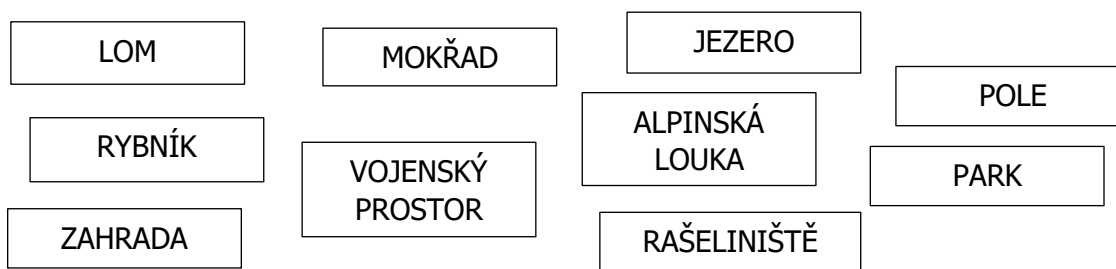 LOM
MOKŘAD
JEZERO
POLE
RYBNÍK
VOJENSKÝ
PROSTOR
ALPINSKÁ
LOUKA
PARK
ZAHRADA
RAŠELINIŠTĚ